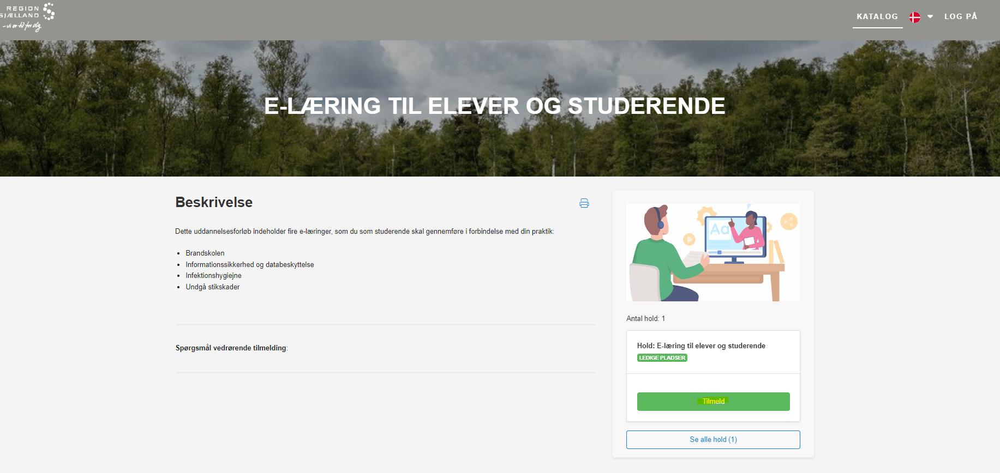 REGION
SJÆLLAND
- vi er til for dig
KATALOG
LOG PÅ
E-LÆRING TIL ELEVER OG STUDERENDE
Beskrivelse
Dette uddannelsesforløb indeholder fire e-læringer, som du som studerende skal gennemføre i forbindelse med din praktik:
• Brandskolen
• Informationssikkerhed og databeskyttelse
• Infektionshygiejne
• Undgå stikskader
Spørgsmål vedrørende tilmelding:
Aa
Antal hold: 1
Hold: E-læring til elever og studerende
LEDIGE PLADSER
Tilmeld
Se alle hold (1)